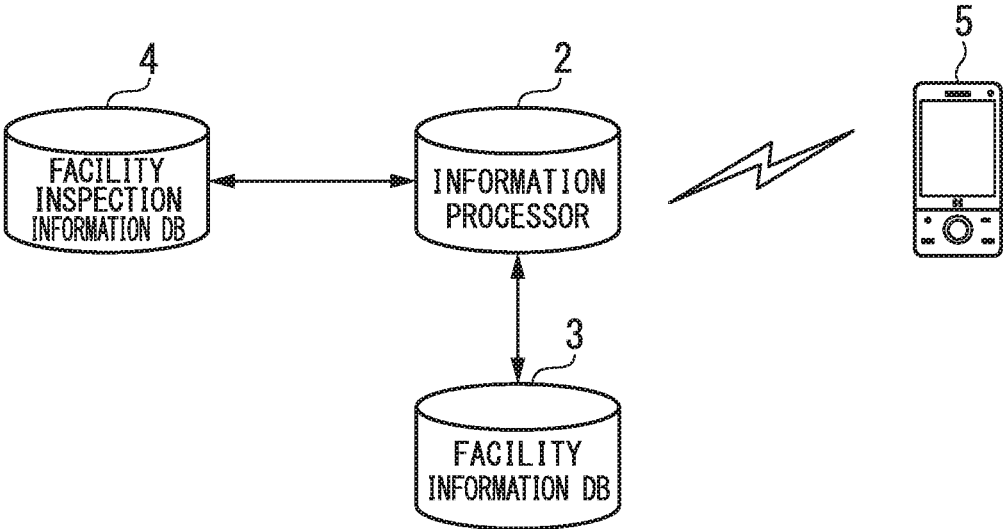 4
2
5
FACILITY
INSPECTION
INFORMATION DB
INFORMATION
PROCESSOR
3
FACILITY
INFORMATION DB